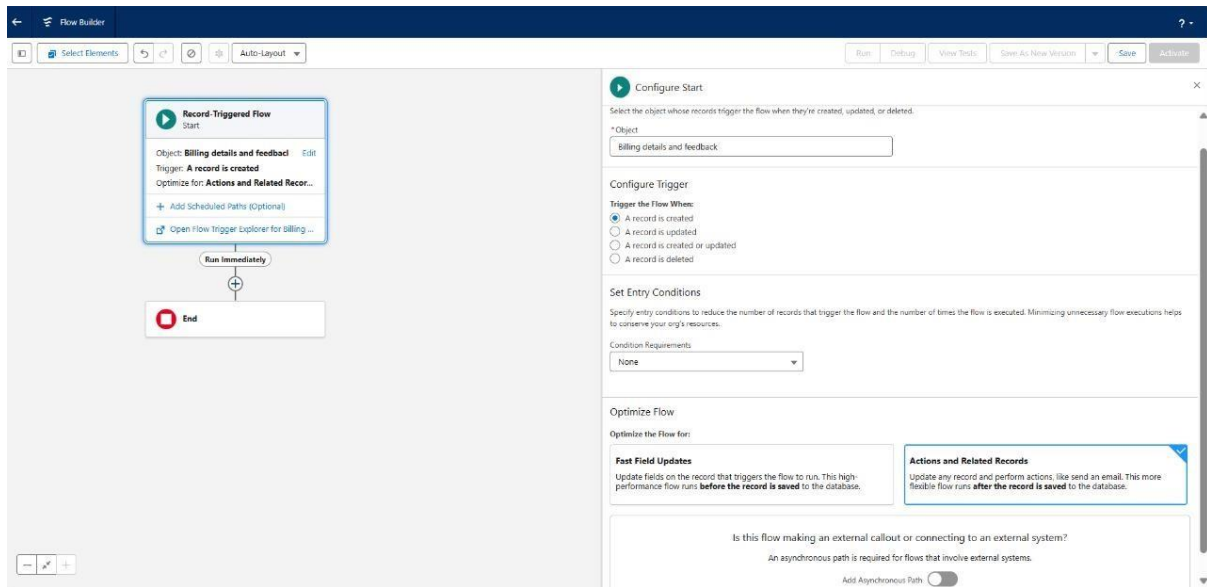 Flow Builder
?
Select Elements
Auto-Layout
Run
Debug
View Tests
Save As New Version
Save
Activate
Record-Triggered Flow
Start
Object: Billing details and feedbacl Edit
Trigger: A record is created
Optimize for: Actions and Related Recor...
+ Add Scheduled Paths (Optional)
Open Flow Trigger Explorer for Billing ...
Run Immediately
End
Configure Start
Select the object whose records trigger the flow when they're created, updated, or deleted.
*Object
Billing details and feedback
Configure Trigger
Trigger the Flow When:
A record is created
A record is updated
A record is created or updated
A record is deleted
Set Entry Conditions
Specify entry conditions to reduce the number of records that trigger the flow and the number of times the flow is executed. Minimizing unnecessary flow executions helps
to conserve your org's resources.
Condition Requirements
None
Optimize Flow
Optimize the Flow for:
Fast Field Updates
Update fields on the record that triggers the flow to run. This high-
performance flow runs before the record is saved to the database.
Actions and Related Records
Update any record and perform actions, like send an email. This more
flexible flow runs after the record is saved to the database.
Is this flow making an external callout or connecting to an external system?
An asynchronous path is required for flows that involve external systems.
Add Asynchronous Path